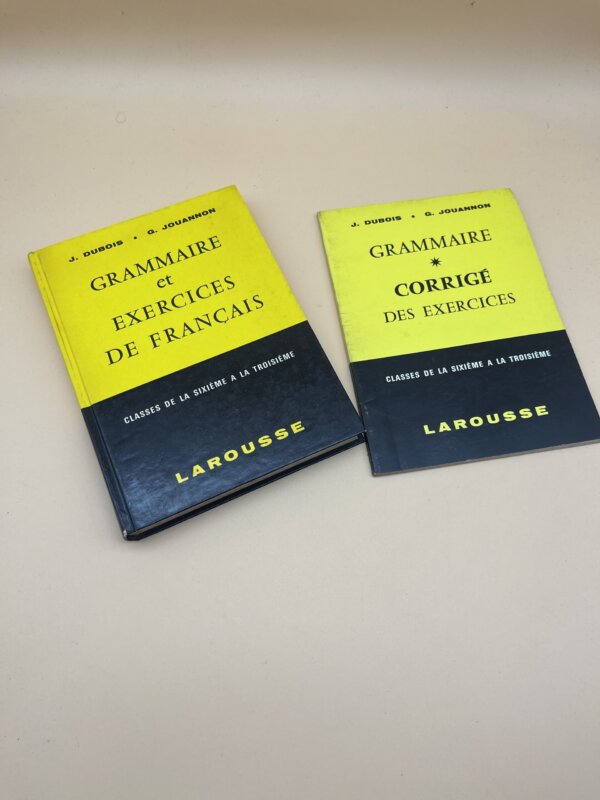 J. DUBOIS • G. JOUANNON
GRAMMAIRE
et
EXERCICES
DE FRANÇAIS
CLASSES DE LA SIXIÈME A LA TROISIÈME
LAROUSSE
J. DUBOIS • G. JOUANNON
GRAMMAIRE
*
CORRIGÉ
DES EXERCICES
CLASSES DE LA SIXIÈME A LA TROISIÈME
LAROUSSE